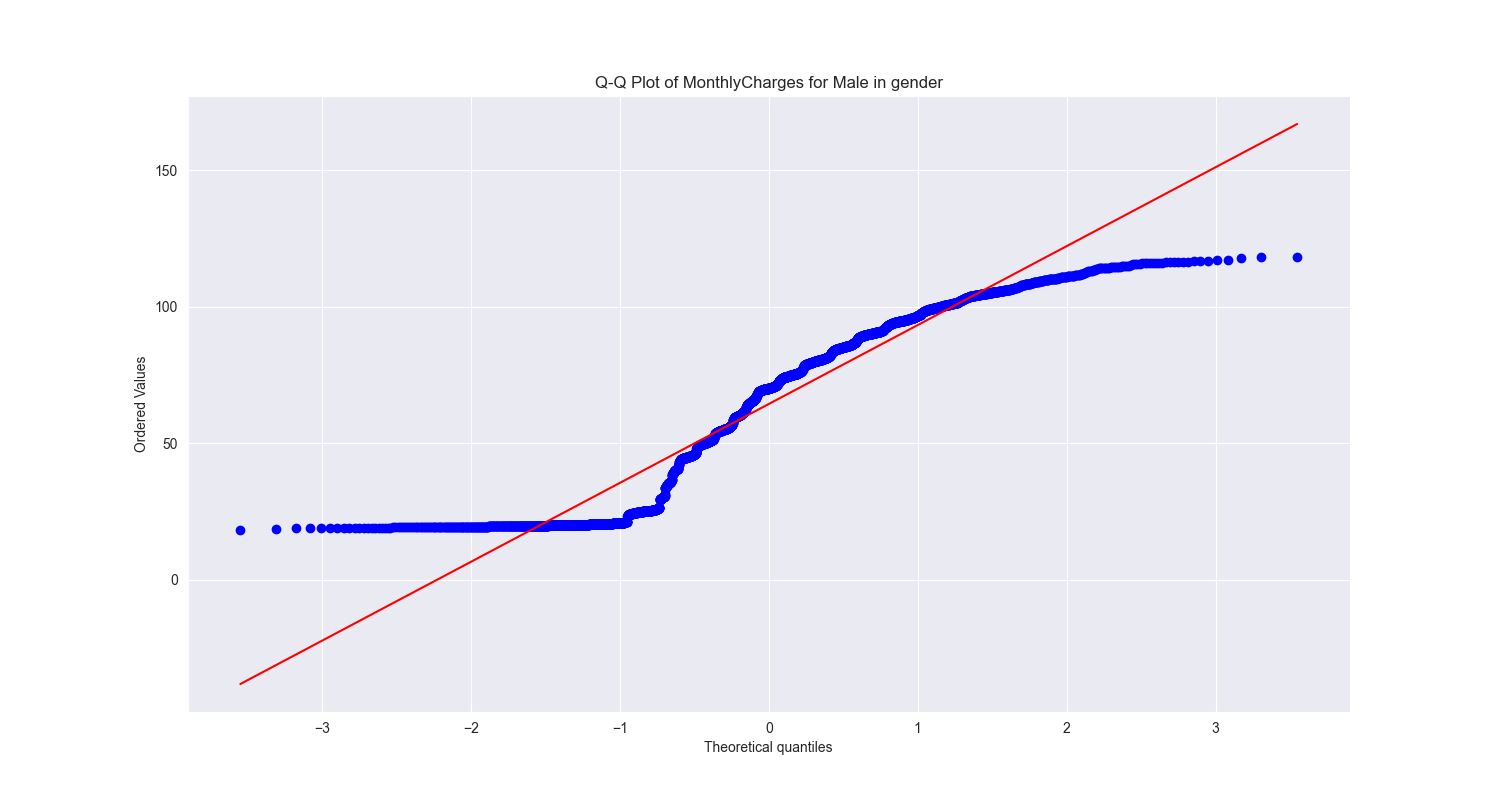 Q-Q Plot of MonthlyCharges for Male in gender
150
100
50
0
Ordered Values
−3 −2 −1 0 1 2 3
Theoretical quantiles